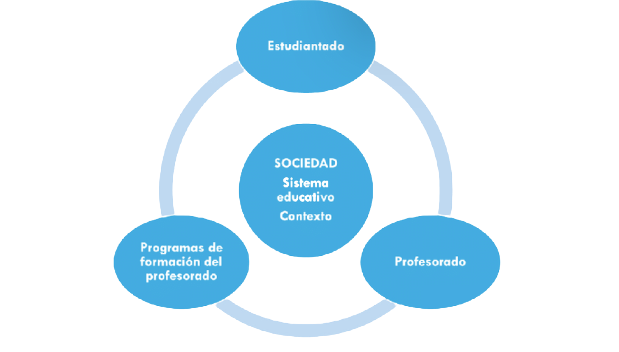 Estudiantado
SOCIEDAD
Sistema
educativo
Contexto
Programas de
formación del
profesorado
Profesorado